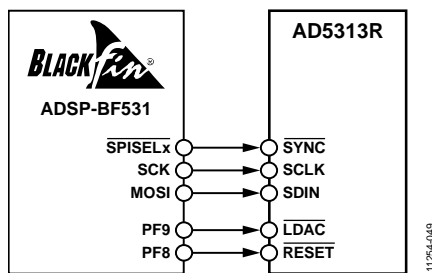 BLACKfin®
ADSP-BF531
AD5313R
SPISELx
SYNC
SCK
SCLK
MOSI
SDIN
PF9
LDAC
PF8
RESET
11254-049